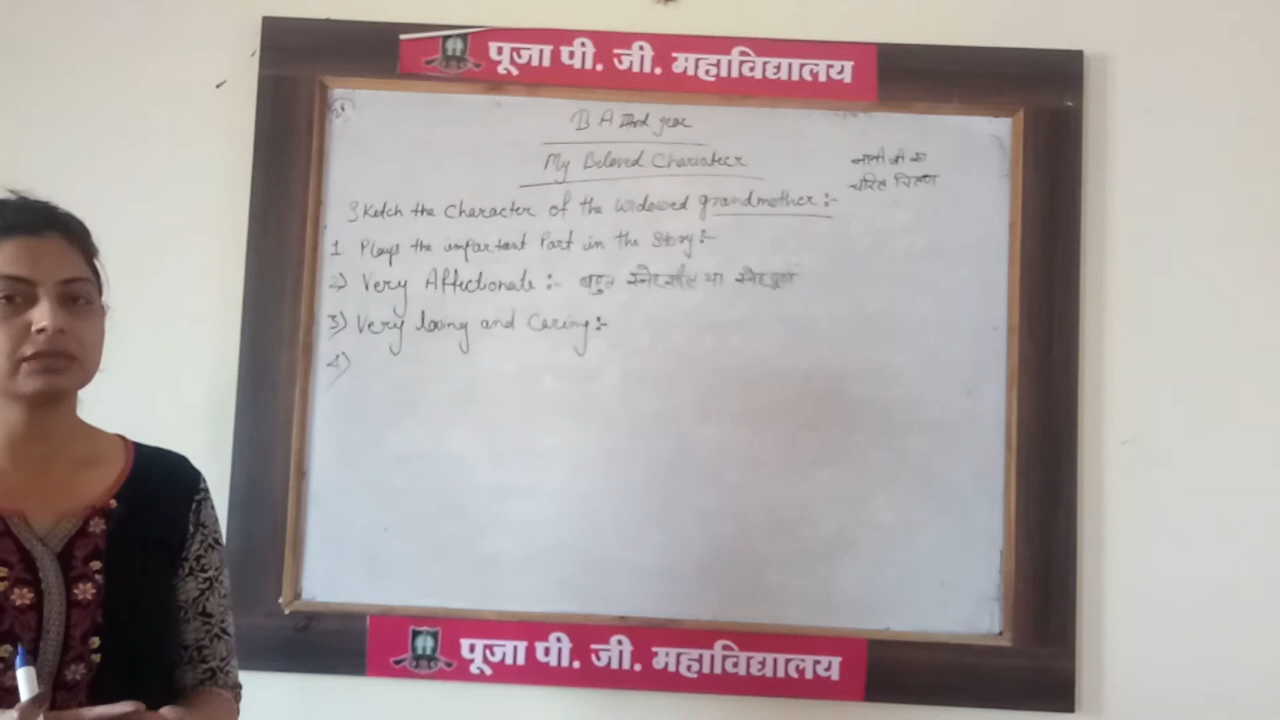 पूजा पी. जी. महाविद्यालय
B A IIIrd year
My Beloved Charioteer
नानी जी का
चरित्र चित्रण
Sketch the Character of the widowed grandmother :-
1 Plays the important Part in the Story :-
2) Very Affectionate :- बहुत स्नेहशील या स्नेहपूर्ण
3) Very loving and Caring :-
4)
पूजा पी. जी. महाविद्यालय